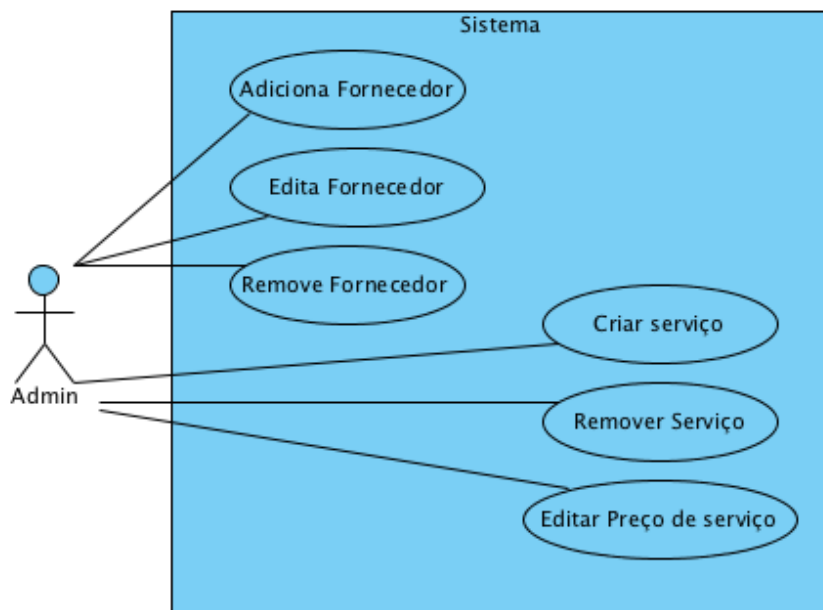 Sistema
Adiciona Fornecedor
Edita Fornecedor
Remove Fornecedor
Criar serviço
Admin
Remover Serviço
Editar Preço de serviço